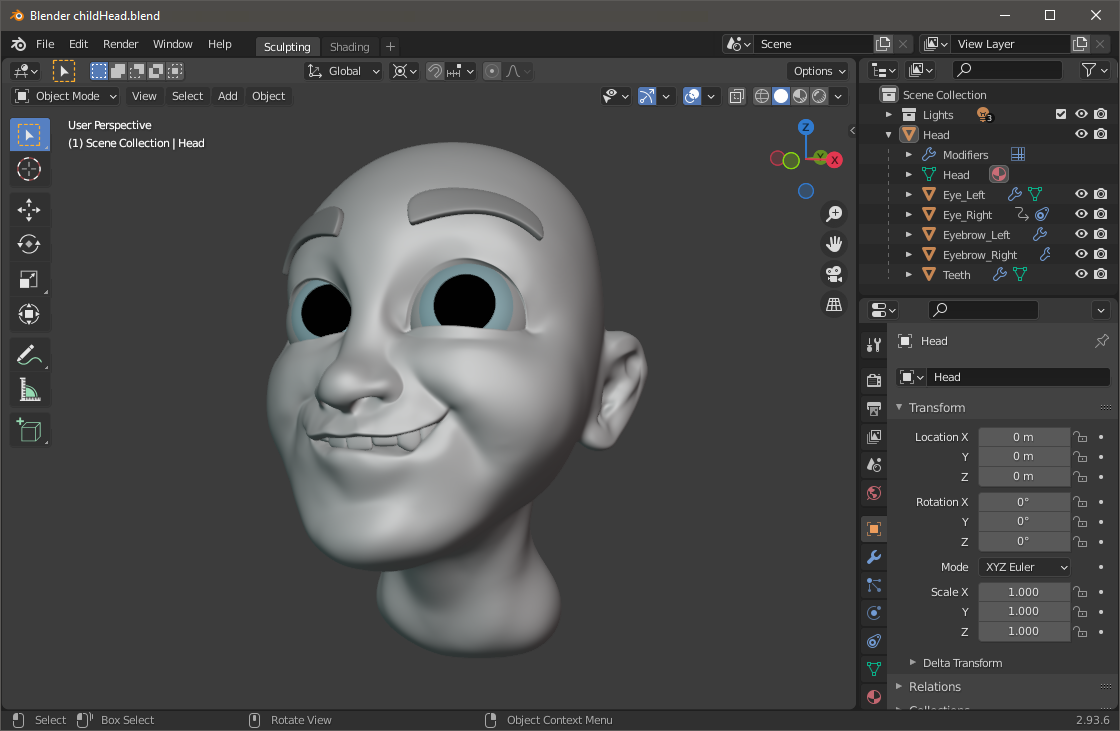 Blender childHead.blend
File Edit Render Window Help Sculpting Shading + Scene View Layer
Global Options
Object Mode View Select Add Object
User Perspective
(1) Scene Collection | Head
Z
Y X
Scene Collection
Lights 3
Head
Modifiers
Head
Eye_Left
Eye_Right
Eyebrow_Left
Eyebrow_Right
Teeth
Head
Head
Transform
Location X 0 m
Y 0 m
Z 0 m
Rotation X 0°
Y 0°
Z 0°
Mode XYZ Euler
Scale X 1.000
Y 1.000
Z 1.000
Delta Transform
Relations
Collections
Select Box Select Rotate View Object Context Menu 2.93.6